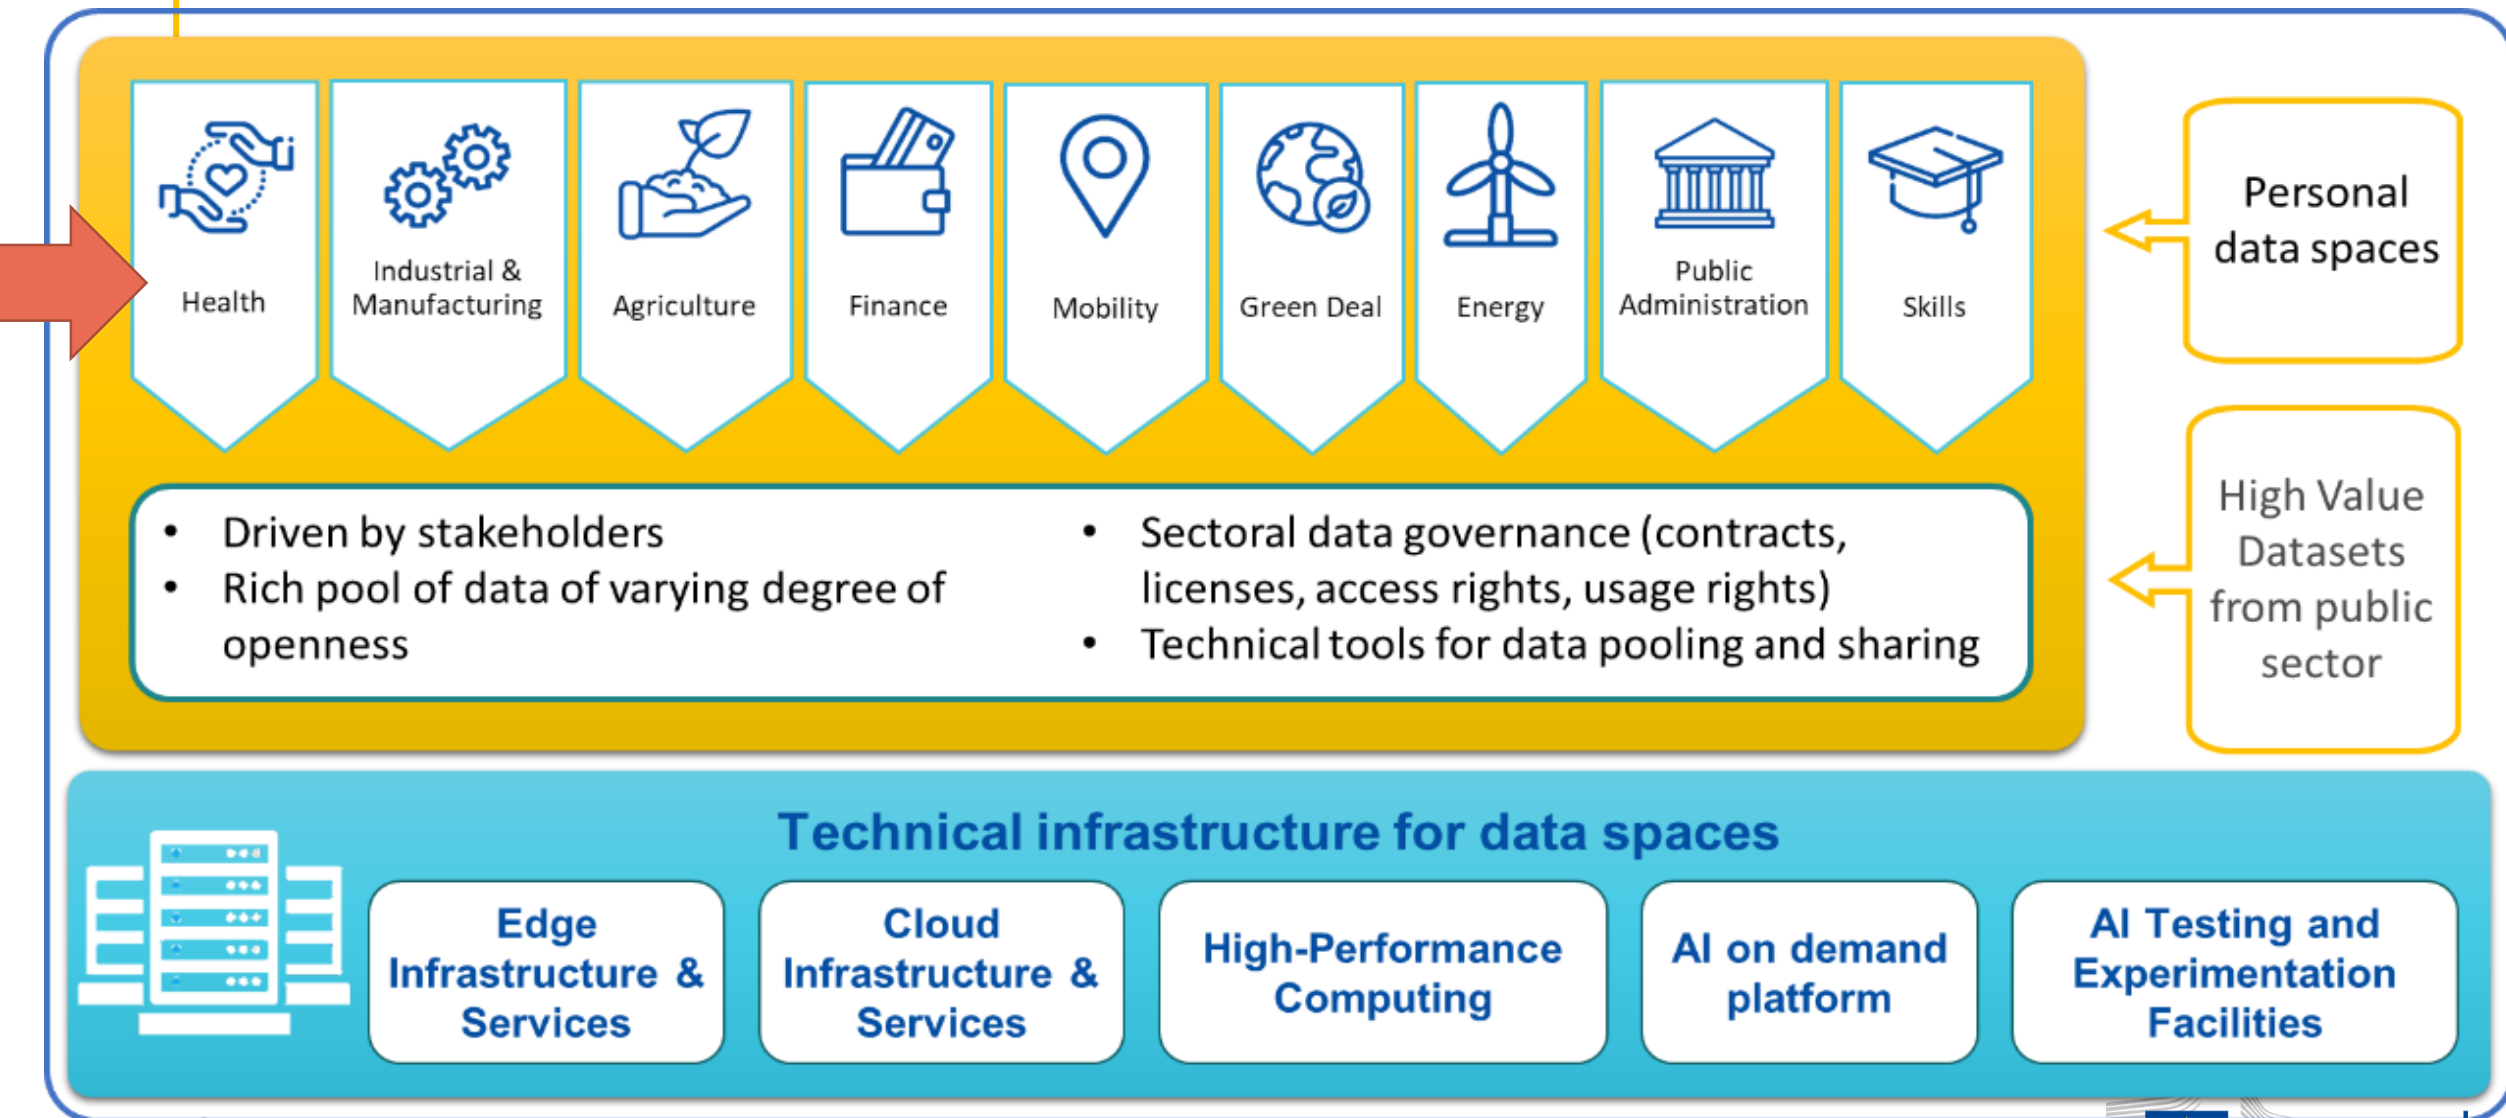 Health
Industrial &
Manufacturing
Agriculture
Finance
Mobility
Green Deal
Energy
Public
Administration
Skills
Personal
data spaces
• Driven by stakeholders
• Rich pool of data of varying degree of
openness
• Sectoral data governance (contracts,
licenses, access rights, usage rights)
• Technical tools for data pooling and sharing
High Value
Datasets
from public
sector
Technical infrastructure for data spaces
Edge
Infrastructure &
Services
Cloud
Infrastructure &
Services
High-Performance
Computing
AI on demand
platform
AI Testing and
Experimentation
Facilities